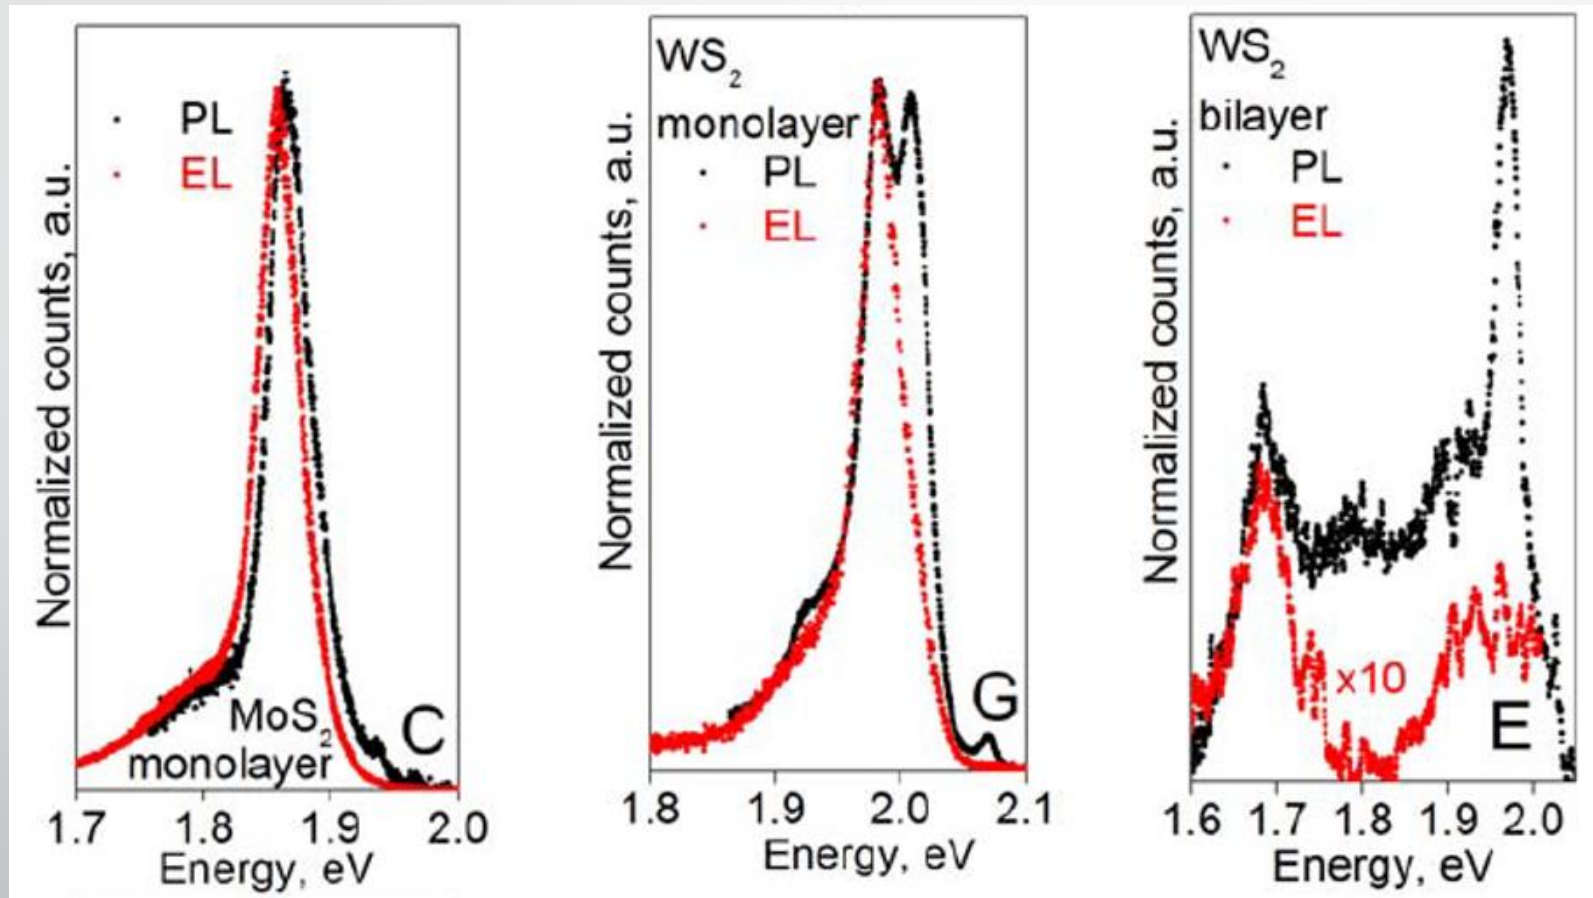 PL
EL
MoS2
monolayer
C
Normalized counts, a.u.
1.7 1.8 1.9 2.0
Energy, eV
WS2
monolayer
PL
EL
G
Normalized counts, a.u.
1.8 1.9 2.0 2.1
Energy, eV
WS2
bilayer
PL
EL
x10
E
Normalized counts, a.u.
1.6 1.7 1.8 1.9 2.0
Energy, eV